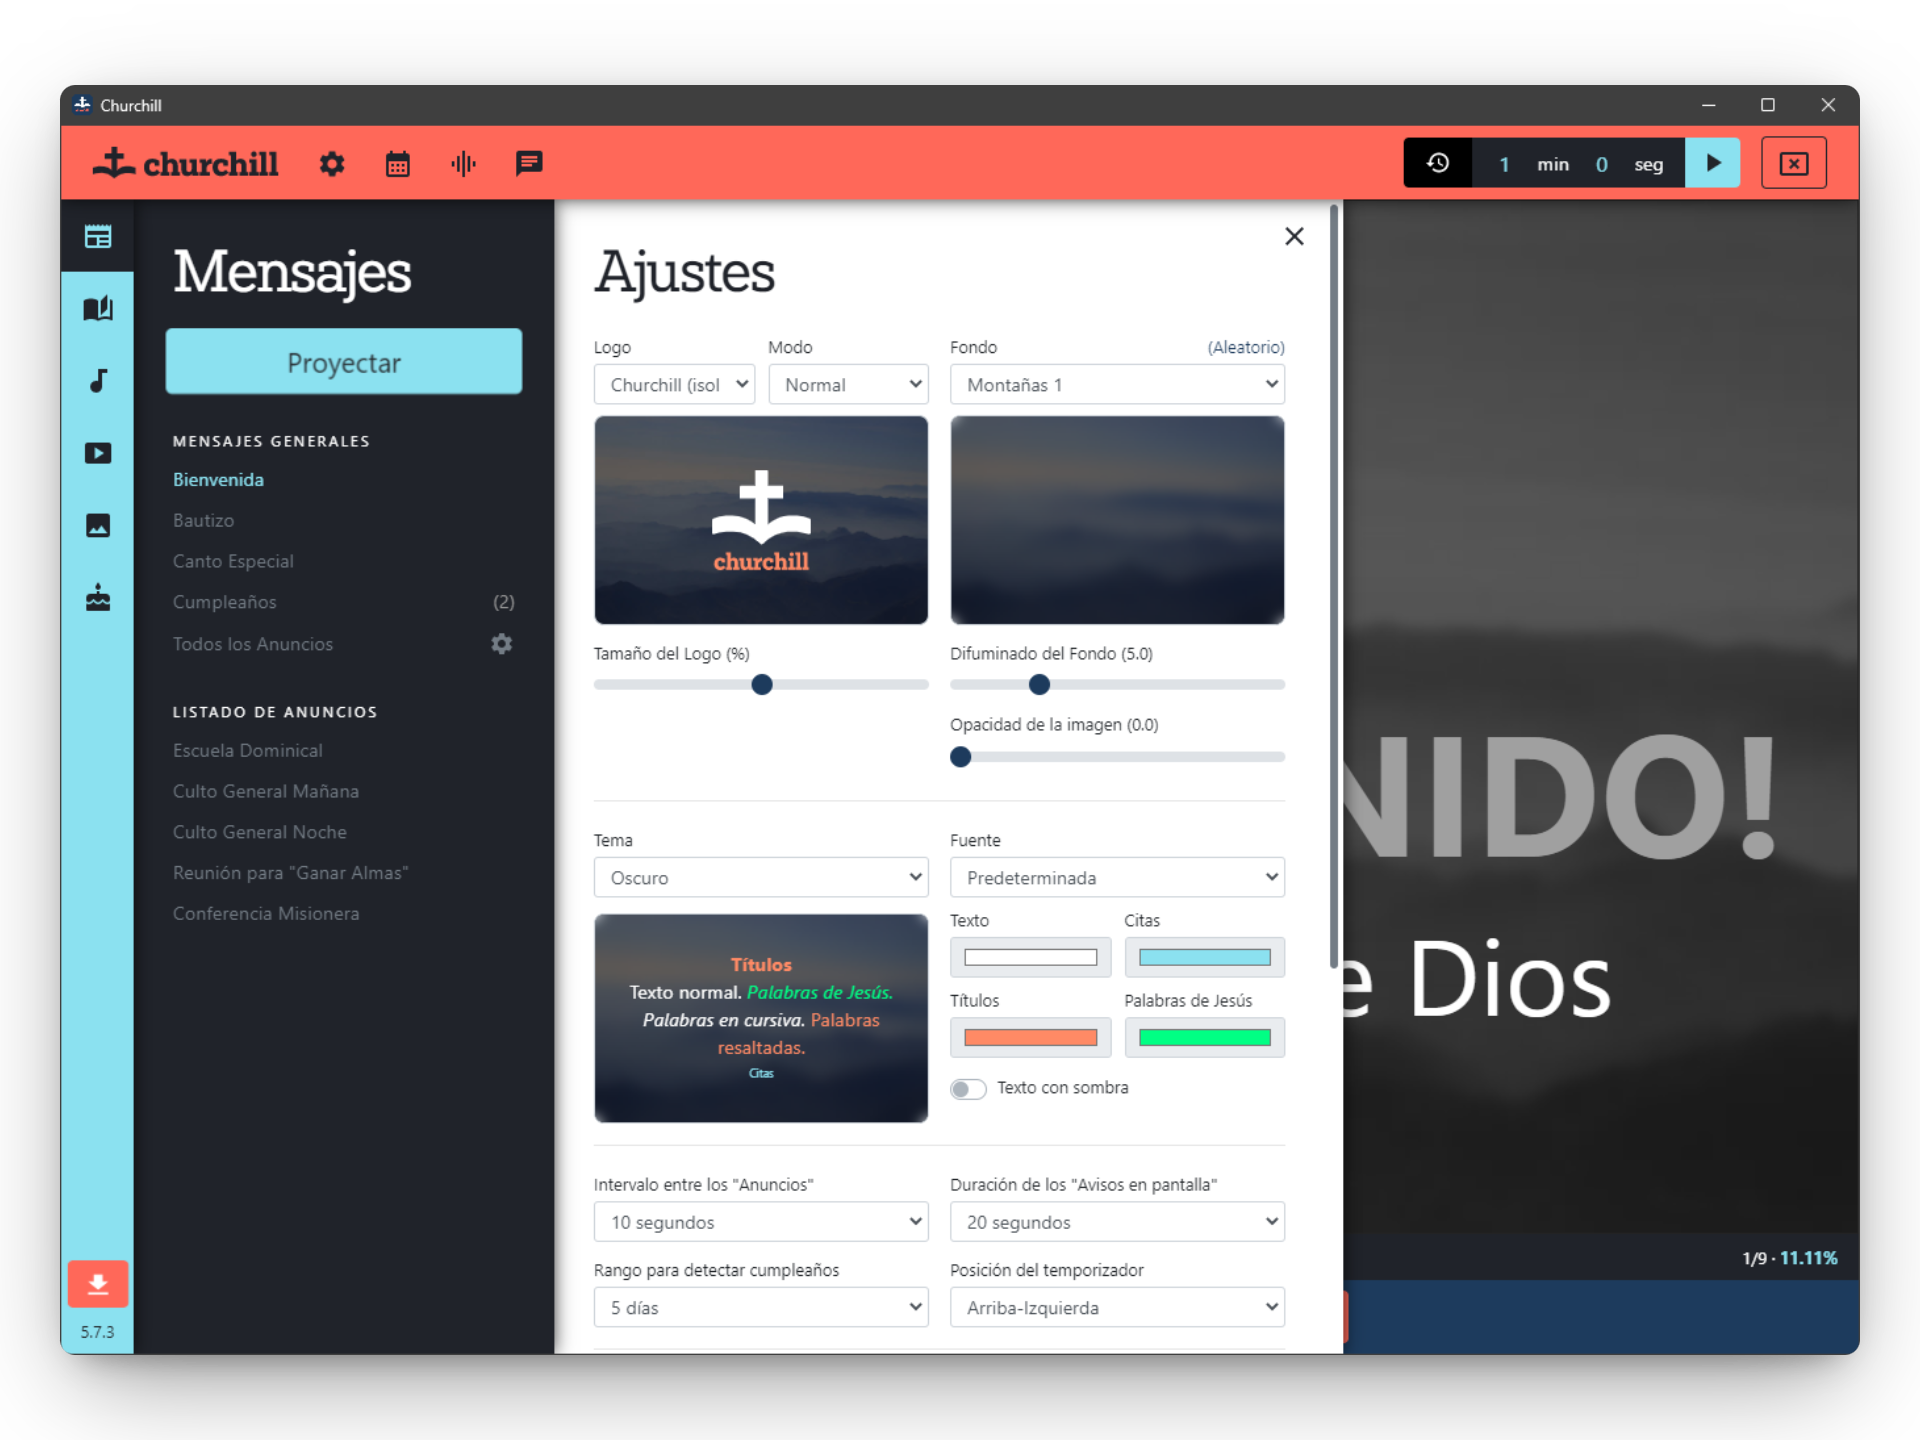 Churchill
churchill
1 min 0 seg
Mensajes
Proyectar
MENSAJES GENERALES
Bienvenida
Bautizo
Canto Especial
Cumpleaños (2)
Todos los Anuncios
LISTADO DE ANUNCIOS
Escuela Dominical
Culto General Mañana
Culto General Noche
Reunión para "Ganar Almas"
Conferencia Misionera
5.7.3
Ajustes
Logo Modo Fondo (Aleatorio)
Churchill (isol Normal Montañas 1
churchill
Tamaño del Logo (%) Difuminado del Fondo (5.0)
Opacidad de la imagen (0.0)
Tema Fuente
Oscuro Predeterminada
Títulos
Texto normal. Palabras de Jesús.
Palabras en cursiva. Palabras
resaltadas.
Citas
Texto Citas
Títulos Palabras de Jesús
Texto con sombra
Intervalo entre los "Anuncios" Duración de los "Avisos en pantalla"
10 segundos 20 segundos
Rango para detectar cumpleaños Posición del temporizador
5 días Arriba-Izquierda
NIDO!
e Dios
1/9 · 11.11%